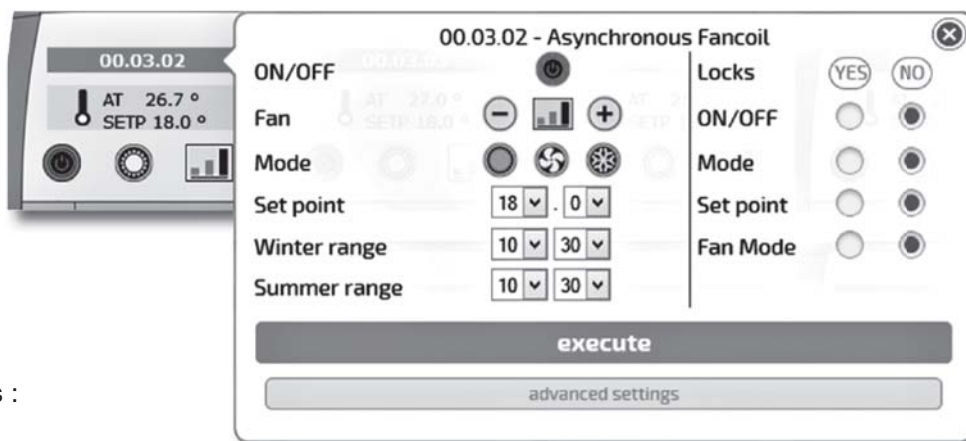 00.03.02
AT 26.7 °
SETP 18.0 °
00.03.02 - Asynchronous Fancoil
ON/OFF
Fan
Mode
Set point 18 . 0
Winter range 10 30
Summer range 10 30
Locks YES NO
ON/OFF
Mode
Set point
Fan Mode
execute
advanced settings
s :